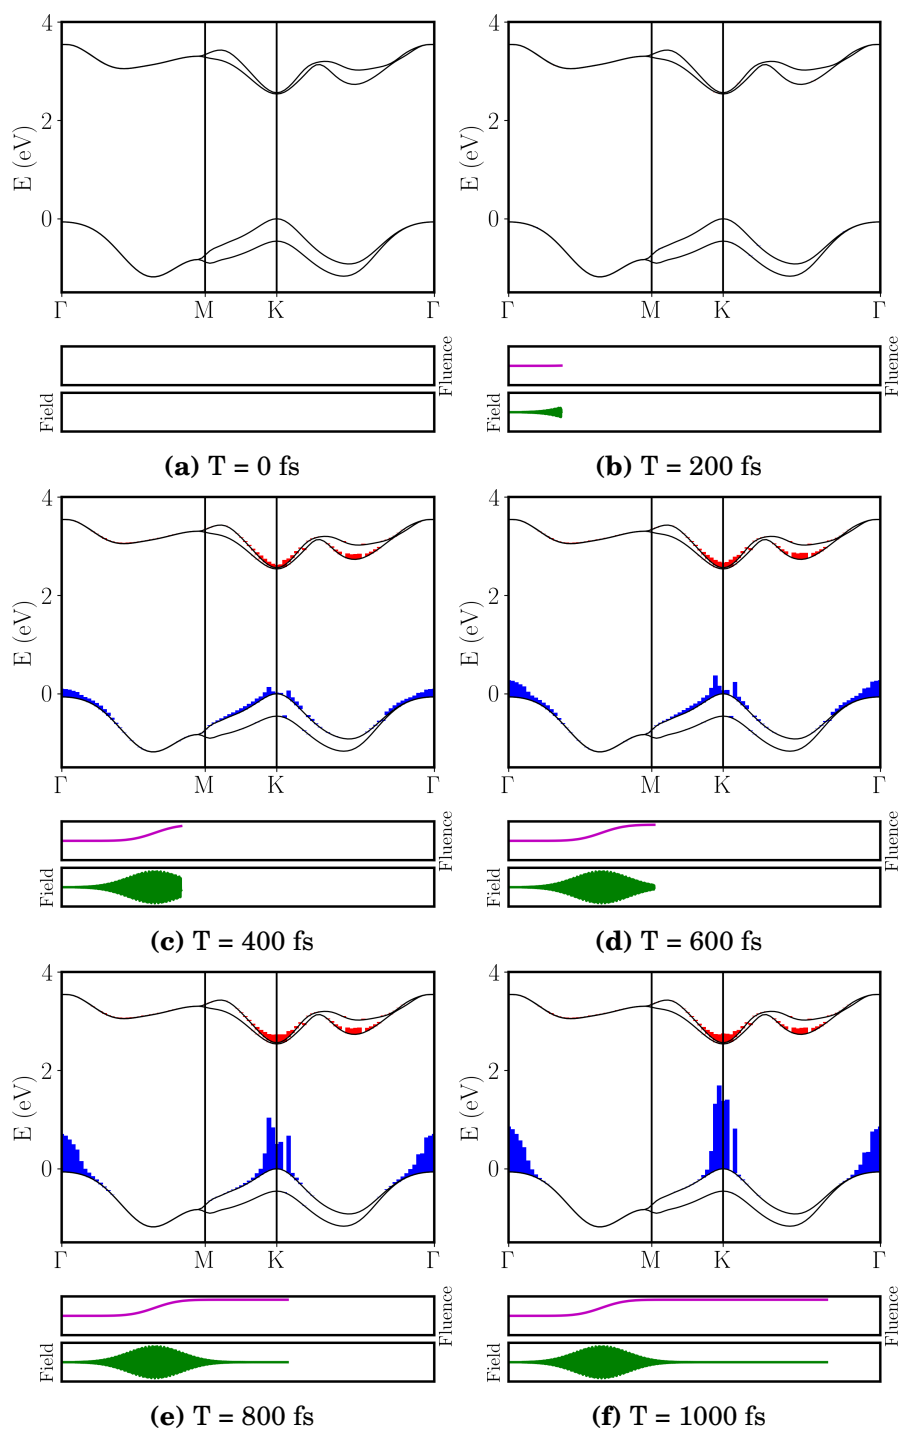 4
2
0
E (eV)
Γ M K Γ
Fluence
Field
(a) T = 0 fs
4
2
0
E (eV)
Γ M K Γ
Fluence
Field
(b) T = 200 fs
4
2
0
E (eV)
Γ M K Γ
Fluence
Field
(c) T = 400 fs
4
2
0
E (eV)
Γ M K Γ
Fluence
Field
(d) T = 600 fs
4
2
0
E (eV)
Γ M K Γ
Fluence
Field
(e) T = 800 fs
4
2
0
E (eV)
Γ M K Γ
Fluence
Field
(f) T = 1000 fs